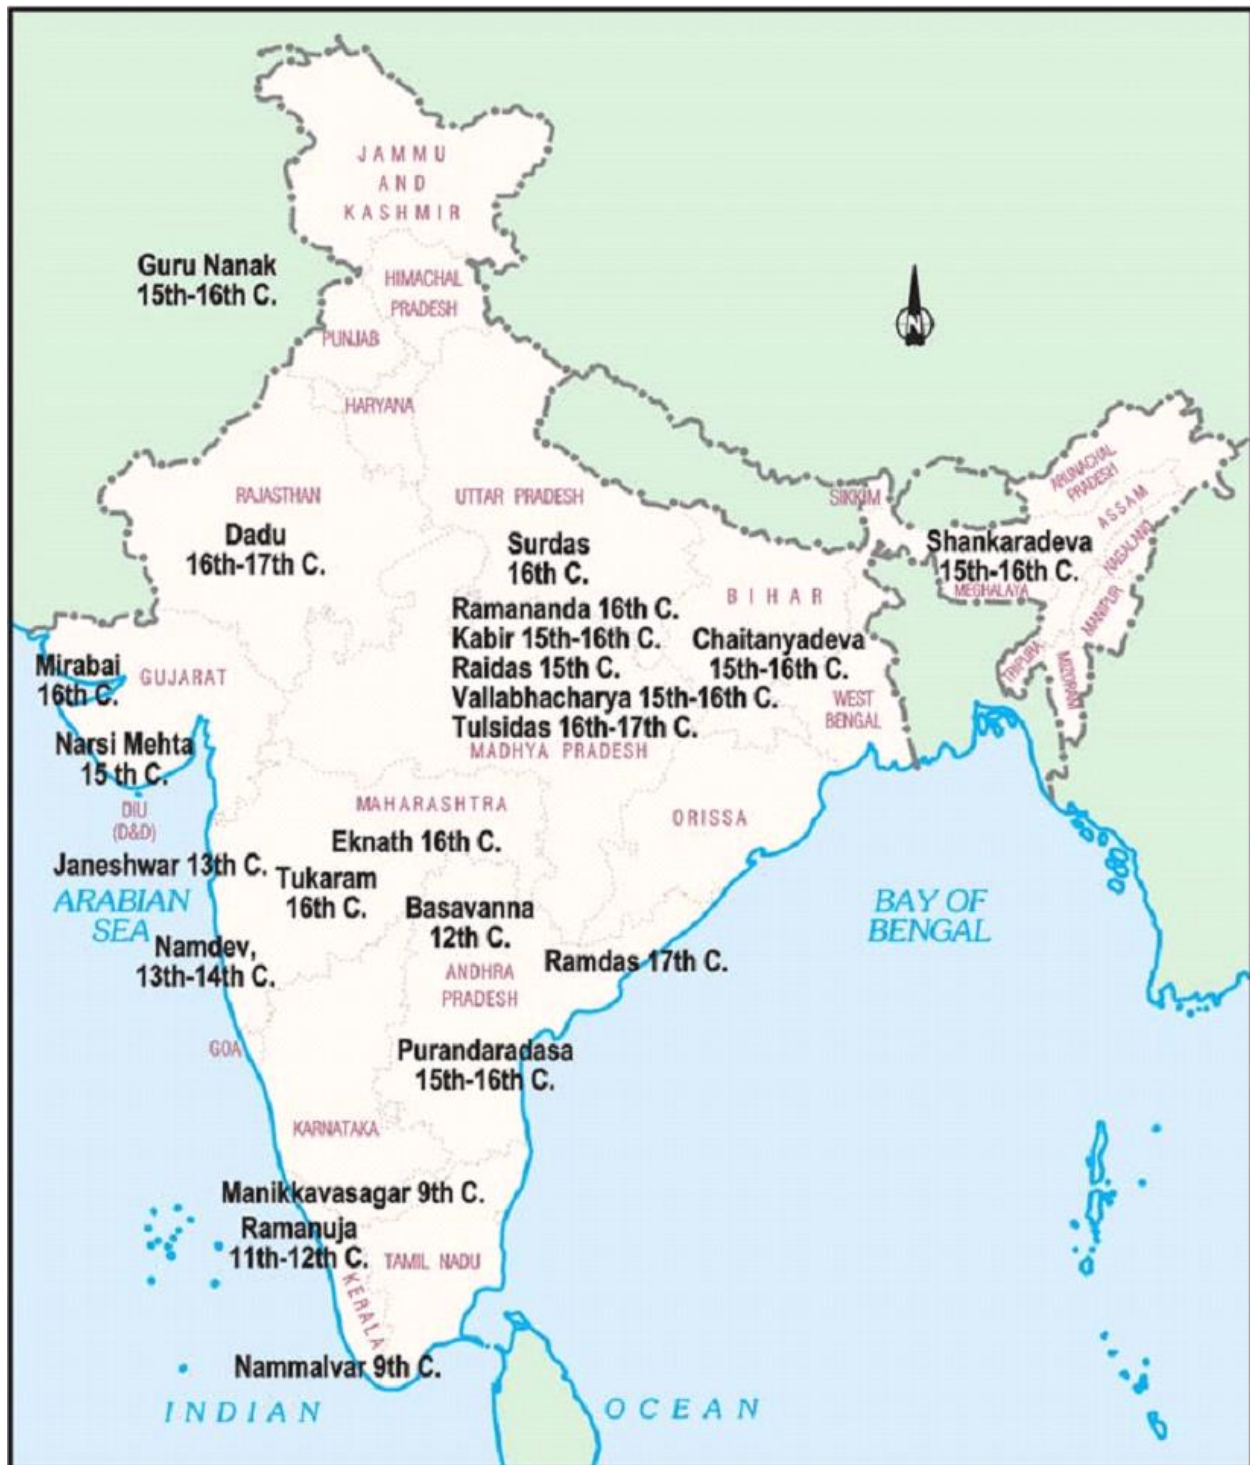 JAMMU
AND
KASHMIR
Guru Nanak
15th-16th C.
HIMACHAL
PRADESH
PUNJAB
N
HARYANA
ARUNACHAL
PRADESH
RAJASTHAN
UTTAR PRADESH
SIKKIM
ASSAM
Dadu
16th-17th C.
Surdas
16th C.
Shankaradeva
15th-16th C.
NAGALAND
MEGHALAYA
BIHAR
MANIPUR
Ramananda 16th C.
Kabir 15th-16th C.
Raidas 15th C.
Vallabhacharya 15th-16th C.
Tulsidas 16th-17th C.
Chaitanyadeva
15th-16th C.
TRIPURA
MIZORAM
Mirabai
16th C.
GUJARAT
WEST
BENGAL
Narsi Mehta
15 th C.
MADHYA PRADESH
DIU
(D&D)
MAHARASHTRA
ORISSA
Eknath 16th C.
Janeshwar 13th C.
Tukaram
16th C.
ARABIAN
SEA
Basavanna
12th C.
BAY OF
BENGAL
Namdev,
13th-14th C.
Ramdas 17th C.
ANDHRA
PRADESH
GOA
Purandaradasa
15th-16th C.
KARNATAKA
Manikkavasagar 9th C.
Ramanuja
11th-12th C.
TAMIL NADU
KERALA
Nammalvar 9th C.
INDIAN OCEAN